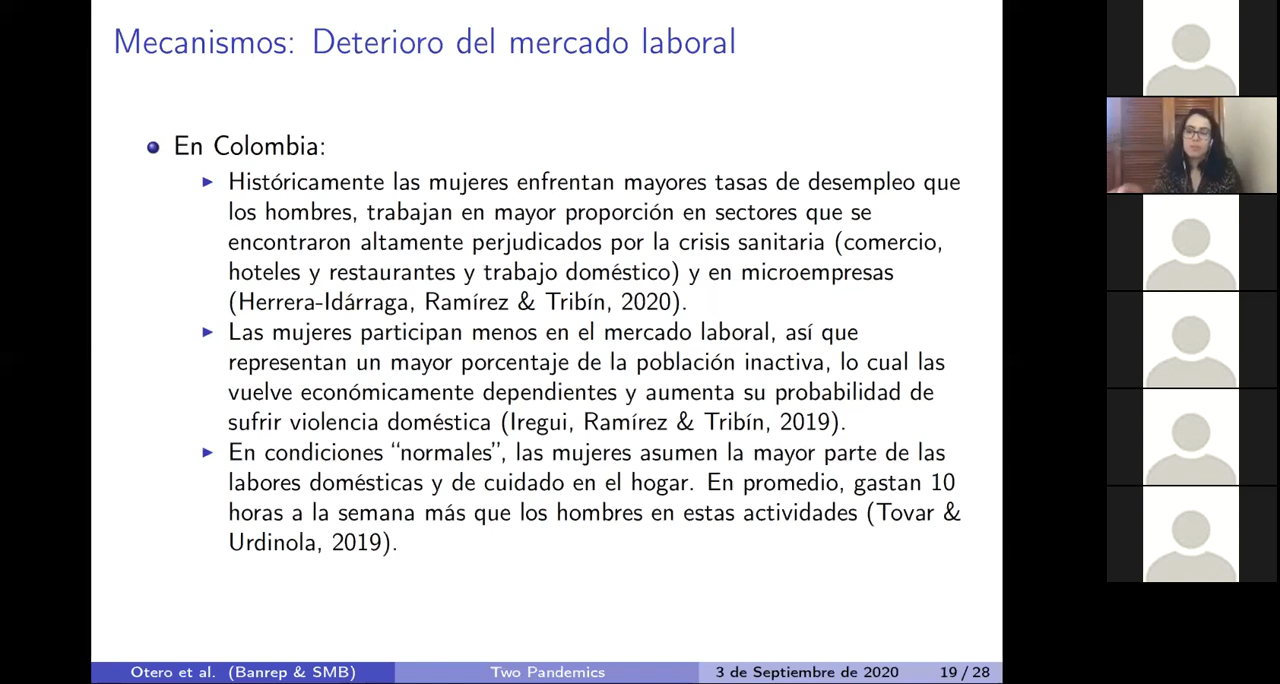 Mecanismos: Deterioro del mercado laboral
En Colombia:
Históricamente las mujeres enfrentan mayores tasas de desempleo que
los hombres, trabajan en mayor proporción en sectores que se
encontraron altamente perjudicados por la crisis sanitaria (comercio,
hoteles y restaurantes y trabajo doméstico) y en microempresas
(Herrera-Idárraga, Ramírez & Tribín, 2020).
Las mujeres participan menos en el mercado laboral, así que
representan un mayor porcentaje de la población inactiva, lo cual las
vuelve económicamente dependientes y aumenta su probabilidad de
sufrir violencia doméstica (Iregui, Ramírez & Tribín, 2019).
En condiciones “normales”, las mujeres asumen la mayor parte de las
labores domésticas y de cuidado en el hogar. En promedio, gastan 10
horas a la semana más que los hombres en estas actividades (Tovar &
Urdinola, 2019).
Otero et al. (Banrep & SMB) Two Pandemics 3 de Septiembre de 2020 19 / 28